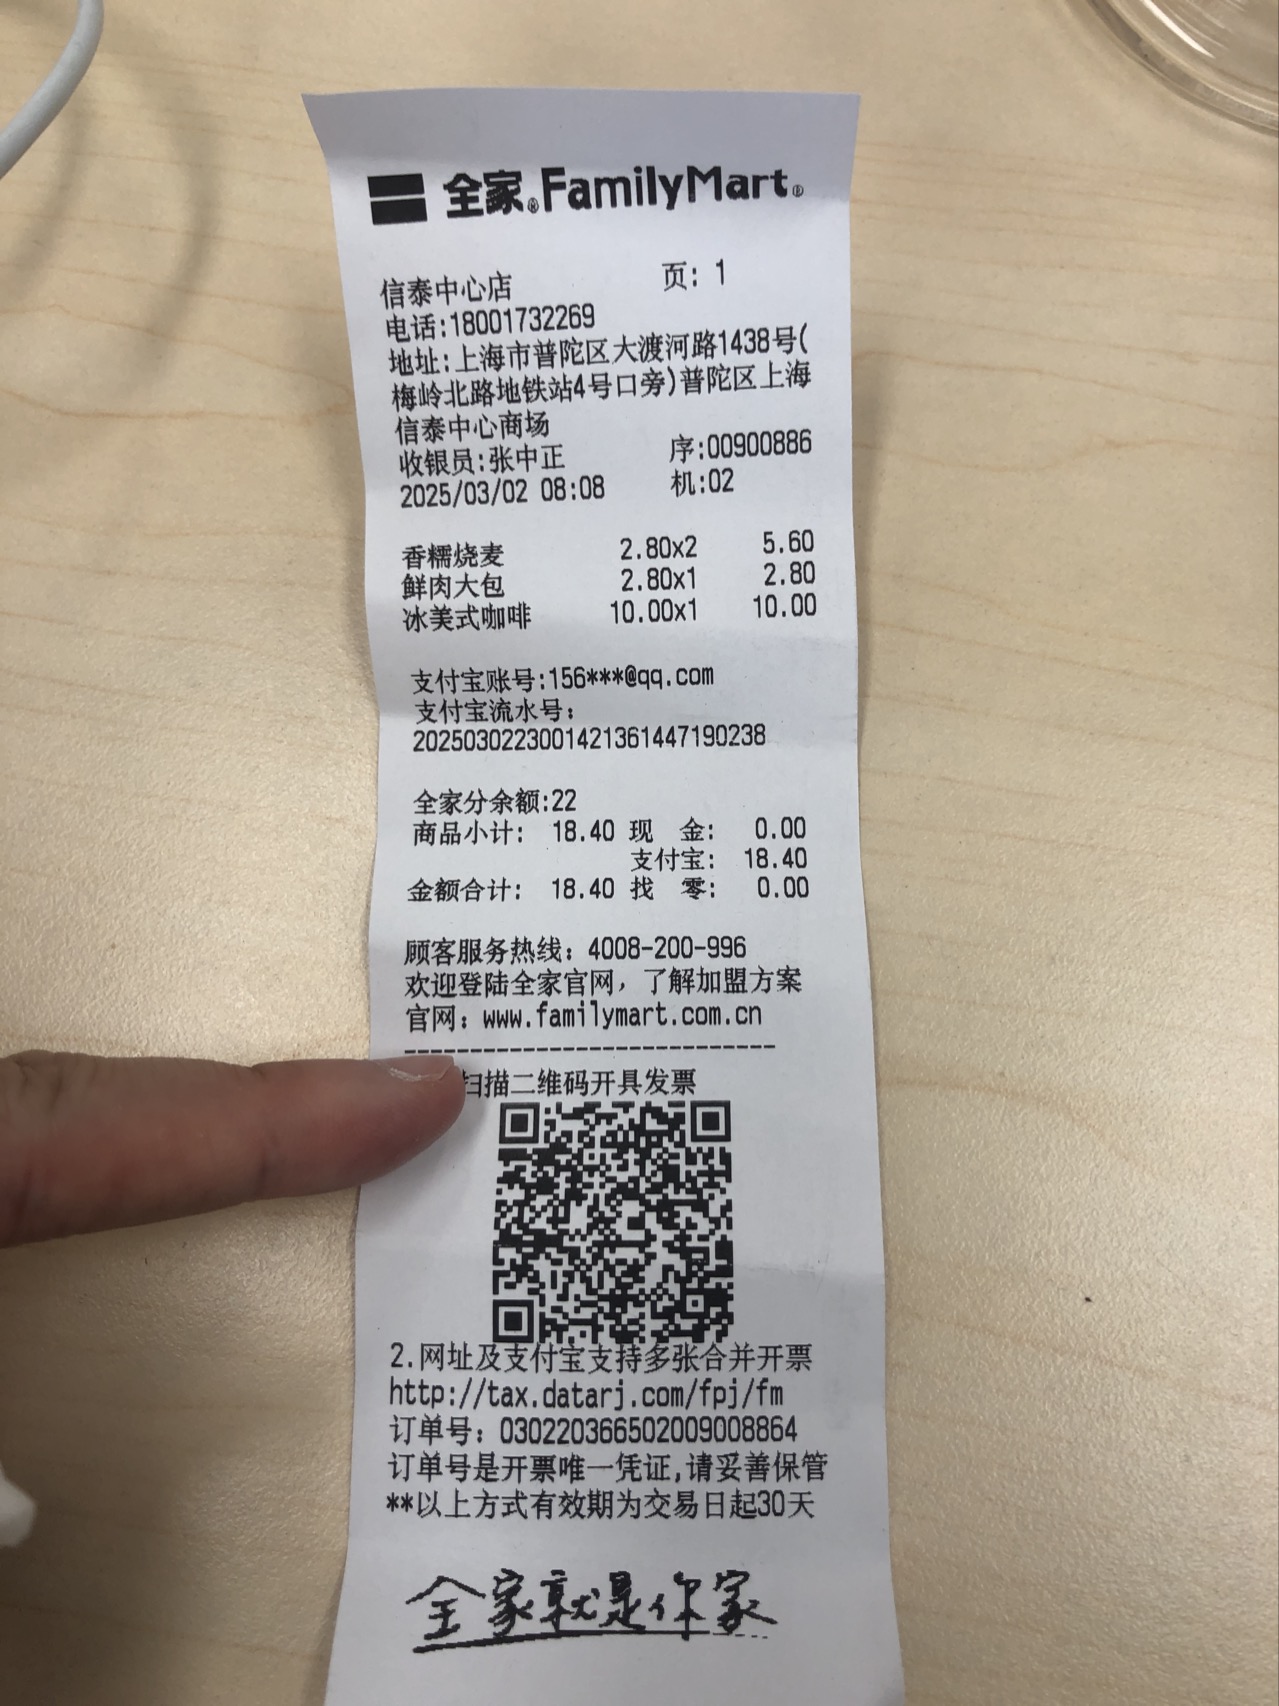 全家®FamilyMart®
信泰中心店 页: 1
电话:18001732269
地址:上海市普陀区大渡河路1438号(
梅岭北路地铁站4号口旁)普陀区上海
信泰中心商场
收银员:张中正 序:00900886
2025/03/02 08:08 机:02
香糯烧麦 2.80x2 5.60
鲜肉大包 2.80x1 2.80
冰美式咖啡 10.00x1 10.00
支付宝账号:156***@qq.com
支付宝流水号:
2025030223001421361447190238
全家分余额:22
商品小计: 18.40 现 金: 0.00
支付宝: 18.40
金额合计: 18.40 找 零: 0.00
顾客服务热线: 4008-200-996
欢迎登陆全家官网，了解加盟方案
官网: www.familymart.com.cn
----------------------------
扫描二维码开具发票
2.网址及支付宝支持多张合并开票
http://tax.datarj.com/fpj/fm
订单号: 0302203665020090088​64
订单号是开票唯一凭证,请妥善保管
**以上方式有效期为交易日起30天
全家就是你家